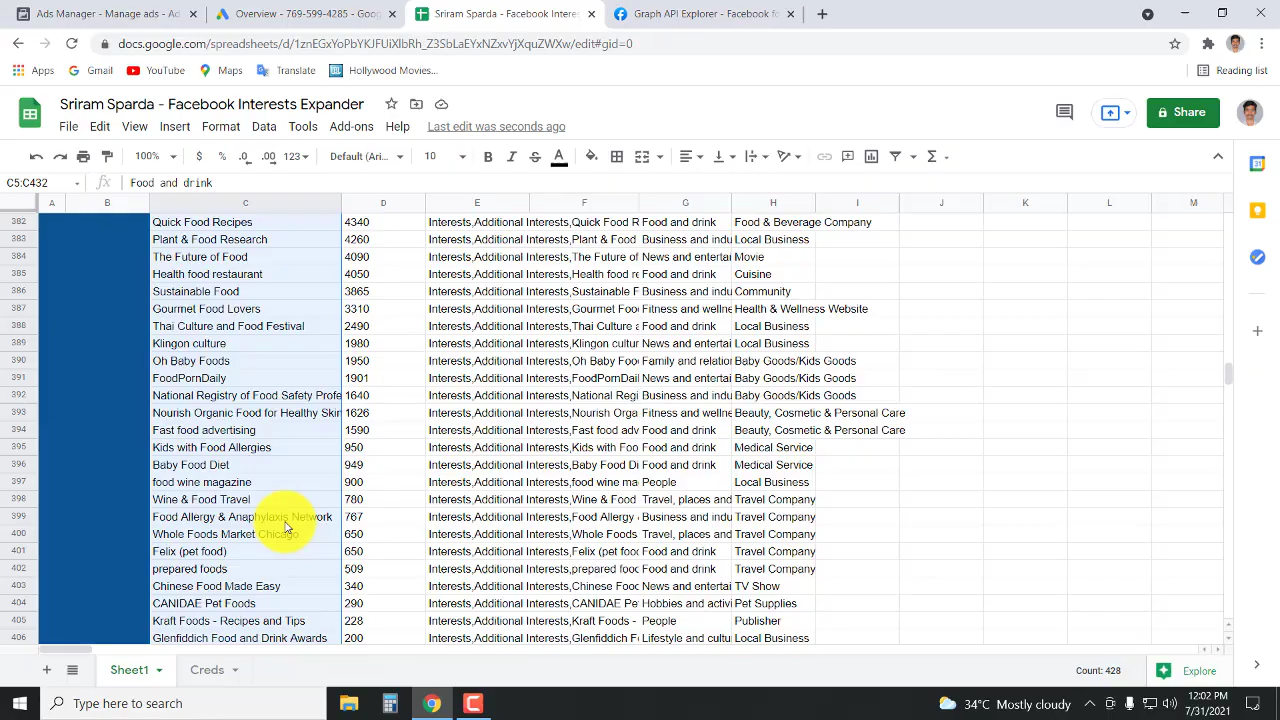 Ads Manager - Manage ads - Ad
Overview - 769-599-4285 - Goog
Sriram Sparda - Facebook Interes
Graph API Explorer - Facebook fo
docs.google.com/spreadsheets/d/1znEGxYoPbYKJFUiXlbRh_Z3SbLaEYxNZxvYjXquZWXw/edit#gid=0
Apps Gmail YouTube Maps Translate Hollywood Movies... Reading list
Sriram Sparda - Facebook Interests Expander
Share
File Edit View Insert Format Data Tools Add-ons Help Last edit was seconds ago
100% $ % .0 .00 123 Default (Ari... 10 B I S A Σ
C5:C432 fx Food and drink
A B C D E F G H I J K L M
382 Quick Food Recipes 4340 Interests,Additional Interests,Quick Food R Food and drink Food & Beverage Company
383 Plant & Food Research 4260 Interests,Additional Interests,Plant & Food Business and indu Local Business
384 The Future of Food 4090 Interests,Additional Interests,The Future of News and entertai Movie
385 Health food restaurant 4050 Interests,Additional Interests,Health food re Food and drink Cuisine
386 Sustainable Food 3865 Interests,Additional Interests,Sustainable F Business and indu Community
387 Gourmet Food Lovers 3310 Interests,Additional Interests,Gourmet Foo Fitness and wellne Health & Wellness Website
388 Thai Culture and Food Festival 2490 Interests,Additional Interests,Thai Culture a Food and drink Local Business
389 Klingon culture 1980 Interests,Additional Interests,Klingon cultur Food and drink Local Business
390 Oh Baby Foods 1950 Interests,Additional Interests,Oh Baby Foo Family and relation Baby Goods/Kids Goods
391 FoodPornDaily 1901 Interests,Additional Interests,FoodPornDail News and entertai Baby Goods/Kids Goods
392 National Registry of Food Safety Profe 1640 Interests,Additional Interests,National Regi Business and indu Baby Goods/Kids Goods
393 Nourish Organic Food for Healthy Skin 1626 Interests,Additional Interests,Nourish Orga Fitness and wellne Beauty, Cosmetic & Personal Care
394 Fast food advertising 1590 Interests,Additional Interests,Fast food adv Food and drink Beauty, Cosmetic & Personal Care
395 Kids with Food Allergies 950 Interests,Additional Interests,Kids with Foo Food and drink Medical Service
396 Baby Food Diet 949 Interests,Additional Interests,Baby Food Di Food and drink Medical Service
397 food wine magazine 900 Interests,Additional Interests,food wine ma People Local Business
398 Wine & Food Travel 780 Interests,Additional Interests,Wine & Food Travel, places and Travel Company
399 Food Allergy & Anaphylaxis Network 767 Interests,Additional Interests,Food Allergy Business and indu Travel Company
400 Whole Foods Market Chicago 650 Interests,Additional Interests,Whole Foods Travel, places and Travel Company
401 Felix (pet food) 650 Interests,Additional Interests,Felix (pet food Food and drink Travel Company
402 prepared foods 509 Interests,Additional Interests,prepared food Food and drink Travel Company
403 Chinese Food Made Easy 340 Interests,Additional Interests,Chinese Food News and entertai TV Show
404 CANIDAE Pet Foods 290 Interests,Additional Interests,CANIDAE Pe Hobbies and activi Pet Supplies
405 Kraft Foods - Recipes and Tips 228 Interests,Additional Interests,Kraft Foods - People Publisher
406 Glenfiddich Food and Drink Awards 200 Interests,Additional Interests,Glenfiddich F Lifestyle and cultu Local Business
Sheet1 Creds Count: 428 Explore
Type here to search
34°C Mostly cloudy
12:02 PM
7/31/2021